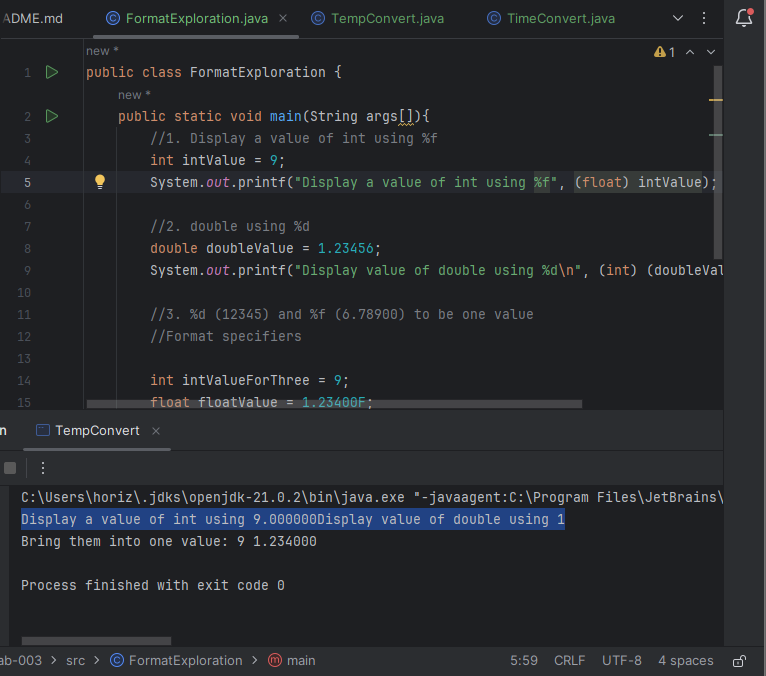 ADME.md FormatExploration.java TempConvert.java TimeConvert.java
new *
1
1 public class FormatExploration {
new *
2 public static void main(String args[]){
3 //1. Display a value of int using %f
4 int intValue = 9;
5 System.out.printf("Display a value of int using %f", (float) intValue);
6
7 //2. double using %d
8 double doubleValue = 1.23456;
9 System.out.printf("Display value of double using %d\n", (int) (doubleVal
10
11 //3. %d (12345) and %f (6.78900) to be one value
12 //Format specifiers
13
14 int intValueForThree = 9;
15 float floatValue = 1.23400F;
n TempConvert
C:\Users\horiz\.jdks\openjdk-21.0.2\bin\java.exe "-javaagent:C:\Program Files\JetBrains\
Display a value of int using 9.000000Display value of double using 1
Bring them into one value: 9 1.234000
Process finished with exit code 0
ab-003 > src > FormatExploration > main 5:59 CRLF UTF-8 4 spaces